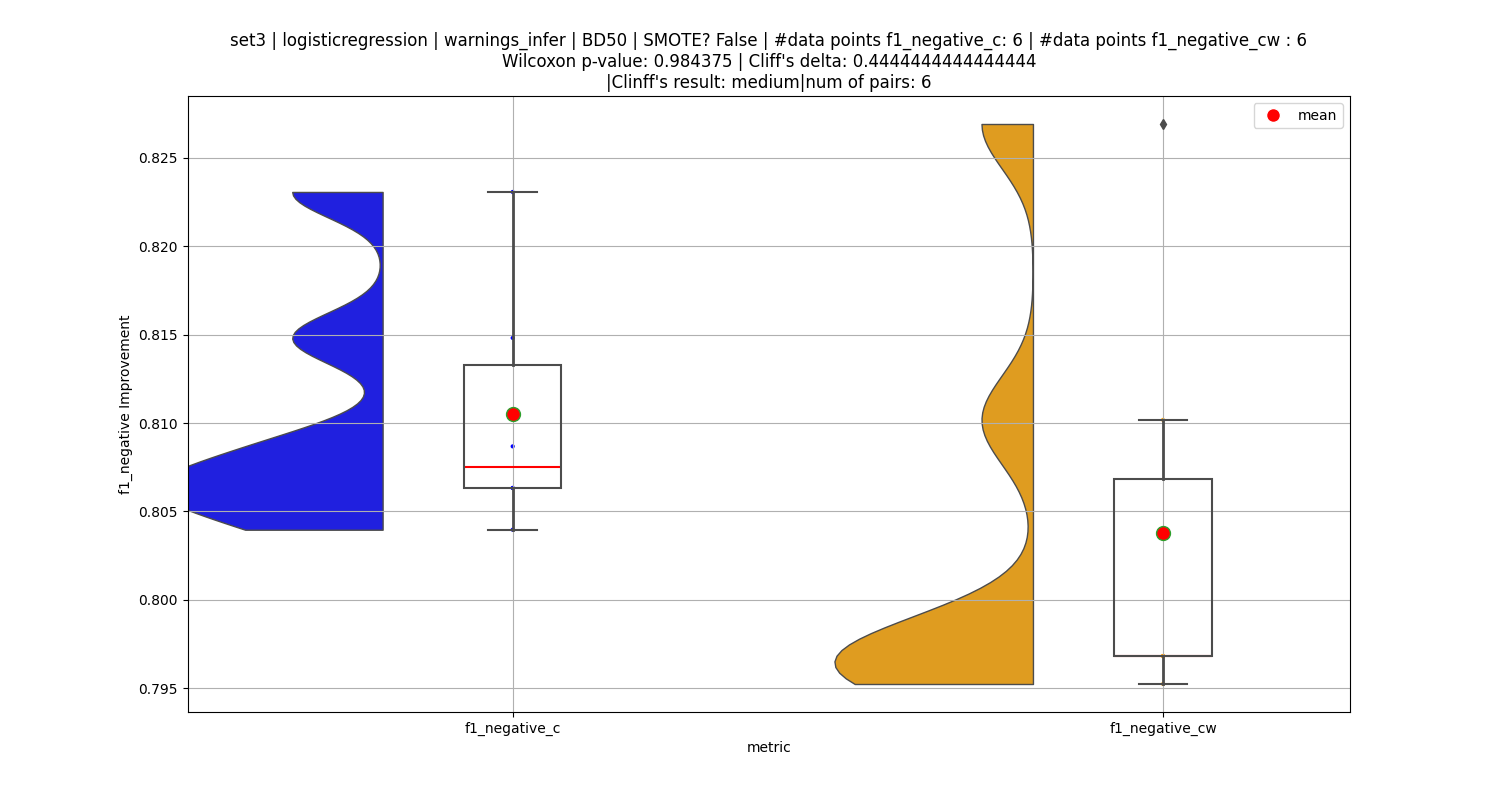 set3 | logisticregression | warnings_infer | BD50 | SMOTE? False | #data points f1_negative_c: 6 | #data points f1_negative_cw : 6
Wilcoxon p-value: 0.984375 | Cliff's delta: 0.4444444444444444
|Clinff's result: medium|num of pairs: 6
mean
0.825
0.820
0.815
0.810
0.805
0.800
0.795
f1_negative Improvement
f1_negative_c
f1_negative_cw
metric